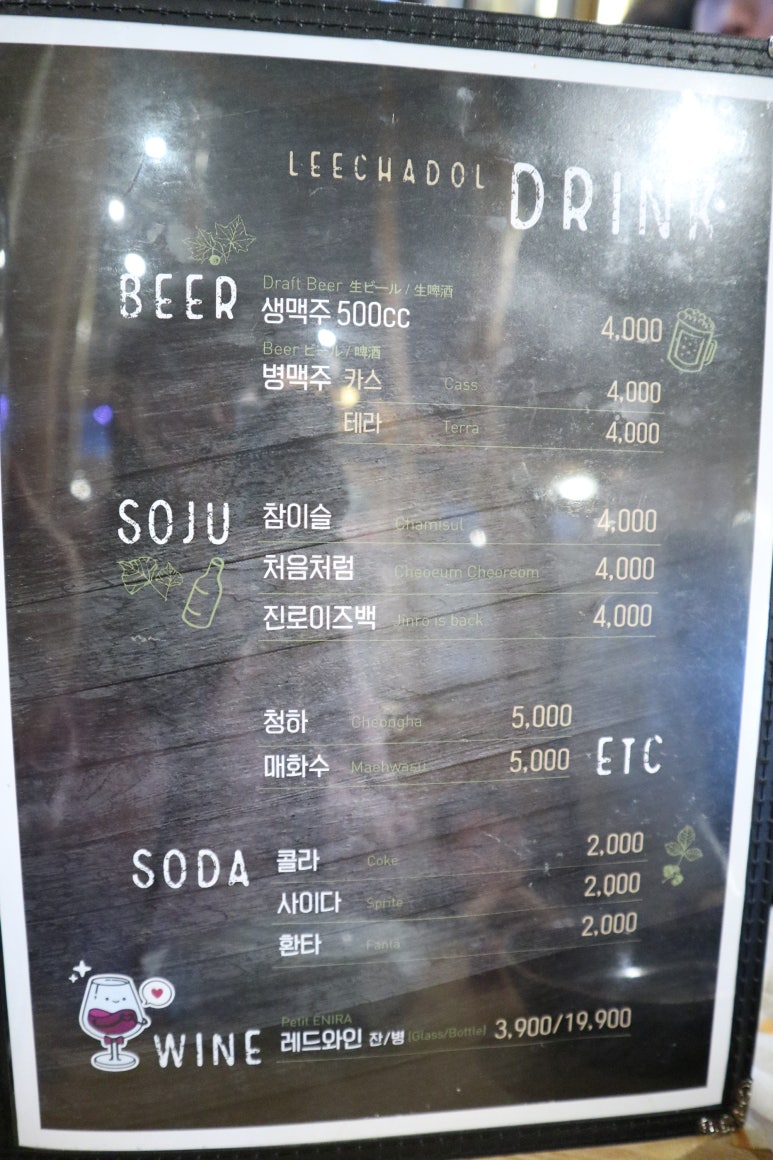 LEECHADOL DRINK
BEER
Draft Beer 生ビール / 生啤酒
생맥주 500cc 4,000
Beer ビール / 啤酒
병맥주 카스 Cass 4,000
테라 Terra 4,000
SOJU
참이슬 Chamisul 4,000
처음처럼 Cheoeum Cheoreom 4,000
진로이즈백 Jinro is back 4,000
청하 Cheongha 5,000
매화수 Maehwasu 5,000
ETC
SODA
콜라 Coke 2,000
사이다 Sprite 2,000
환타 Fanta 2,000
WINE
Petit ENIRA
레드와인 잔/병 (Glass/Bottle) 3,900/19,900